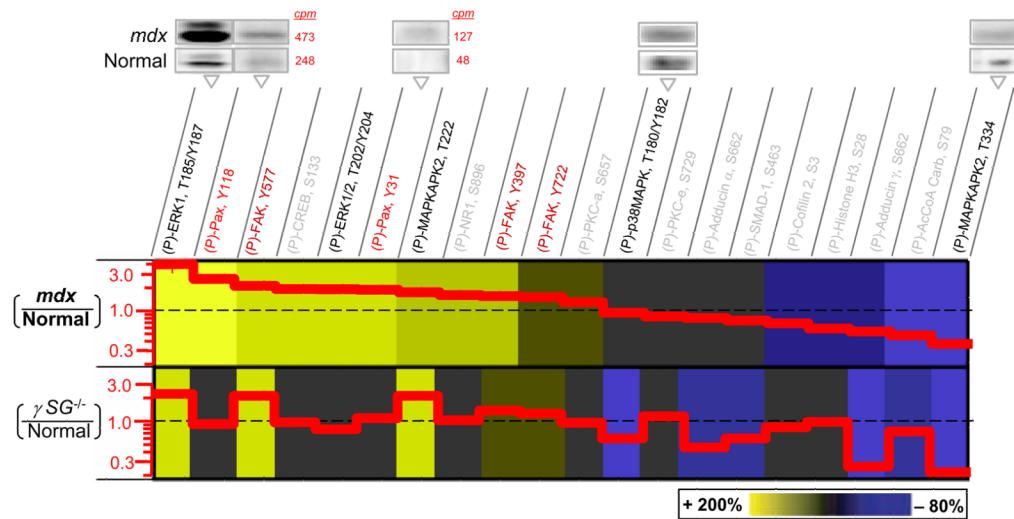 cpm cpm
mdx 473 127
Normal 248 48
(P)-ERK1, T185/Y187
(P)-Pax, Y118
(P)-FAK, Y577
(P)-CREB, S133
(P)-ERK1/2, T202/Y204
(P)-Pax, Y31
(P)-MAPKAPK2, T222
(P)-NR1, S896
(P)-FAK, Y397
(P)-FAK, Y722
(P)-PKC-a, S657
(P)-p38MAPK, T180/Y182
(P)-PKC-e, S729
(P)-Adducin α, S662
(P)-SMAD-1, S463
(P)-Cofilin 2, S3
(P)-Histone H3, S28
(P)-Adducin γ, S662
(P)-AcCoA Carb, S79
(P)-MAPKAPK2, T334
3.0
mdx
1.0
Normal
0.3
3.0
γ SG-/-
1.0
Normal
0.3
+ 200% – 80%